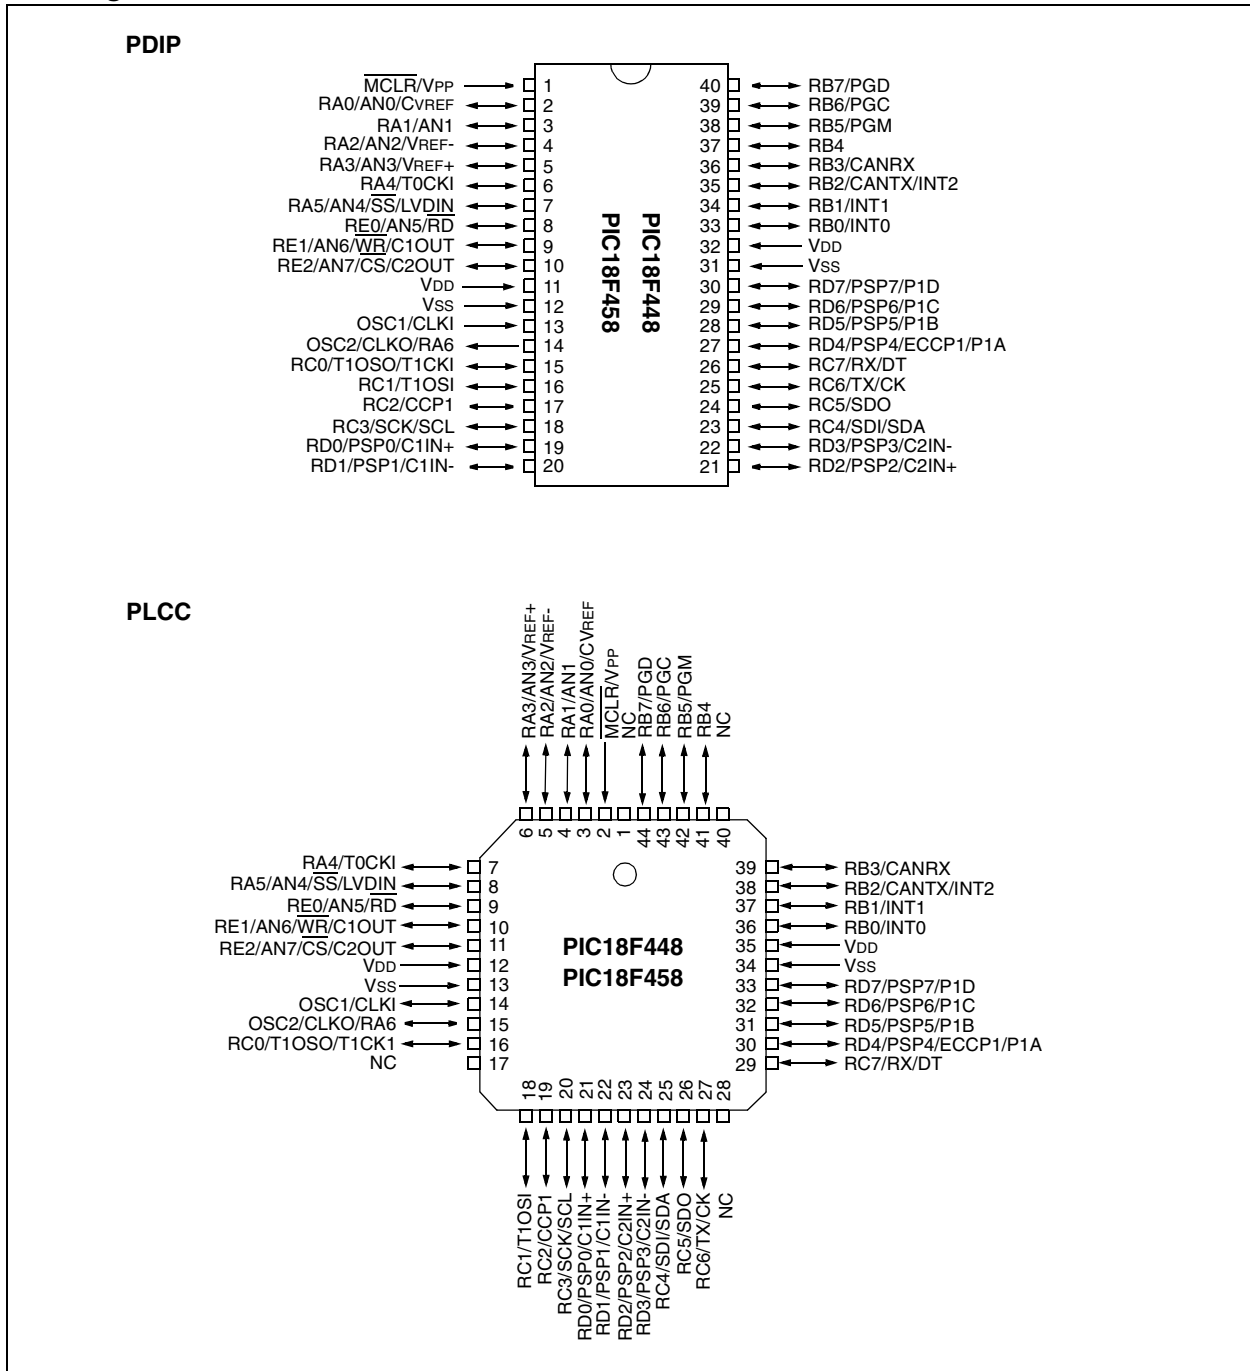 PDIP
MCLR/VPP
RA0/AN0/CVREF
RA1/AN1
RA2/AN2/VREF-
RA3/AN3/VREF+
RA4/T0CKI
RA5/AN4/SS/LVDIN
RE0/AN5/RD
RE1/AN6/WR/C1OUT
RE2/AN7/CS/C2OUT
VDD
VSS
OSC1/CLKI
OSC2/CLKO/RA6
RC0/T1OSO/T1CKI
RC1/T1OSI
RC2/CCP1
RC3/SCK/SCL
RD0/PSP0/C1IN+
RD1/PSP1/C1IN-
1
2
3
4
5
6
7
8
9
10
11
12
13
14
15
16
17
18
19
20
PIC18F448
PIC18F458
40
39
38
37
36
35
34
33
32
31
30
29
28
27
26
25
24
23
22
21
RB7/PGD
RB6/PGC
RB5/PGM
RB4
RB3/CANRX
RB2/CANTX/INT2
RB1/INT1
RB0/INT0
VDD
VSS
RD7/PSP7/P1D
RD6/PSP6/P1C
RD5/PSP5/P1B
RD4/PSP4/ECCP1/P1A
RC7/RX/DT
RC6/TX/CK
RC5/SDO
RC4/SDI/SDA
RD3/PSP3/C2IN-
RD2/PSP2/C2IN+
PLCC
RA3/AN3/VREF+
RA2/AN2/VREF-
RA1/AN1
RA0/AN0/CVREF
MCLR/VPP
NC
RB7/PGD
RB6/PGC
RB5/PGM
RB4
NC
6
5
4
3
2
1
44
43
42
41
40
RA4/T0CKI
RA5/AN4/SS/LVDIN
RE0/AN5/RD
RE1/AN6/WR/C1OUT
RE2/AN7/CS/C2OUT
VDD
VSS
OSC1/CLKI
OSC2/CLKO/RA6
RC0/T1OSO/T1CK1
NC
7
8
9
10
11
12
13
14
15
16
17
PIC18F448
PIC18F458
39
38
37
36
35
34
33
32
31
30
29
RB3/CANRX
RB2/CANTX/INT2
RB1/INT1
RB0/INT0
VDD
VSS
RD7/PSP7/P1D
RD6/PSP6/P1C
RD5/PSP5/P1B
RD4/PSP4/ECCP1/P1A
RC7/RX/DT
18
19
20
21
22
23
24
25
26
27
28
RC1/T1OSI
RC2/CCP1
RC3/SCK/SCL
RD0/PSP0/C1IN+
RD1/PSP1/C1IN-
RD2/PSP2/C2IN+
RD3/PSP3/C2IN-
RC4/SDI/SDA
RC5/SDO
RC6/TX/CK
NC